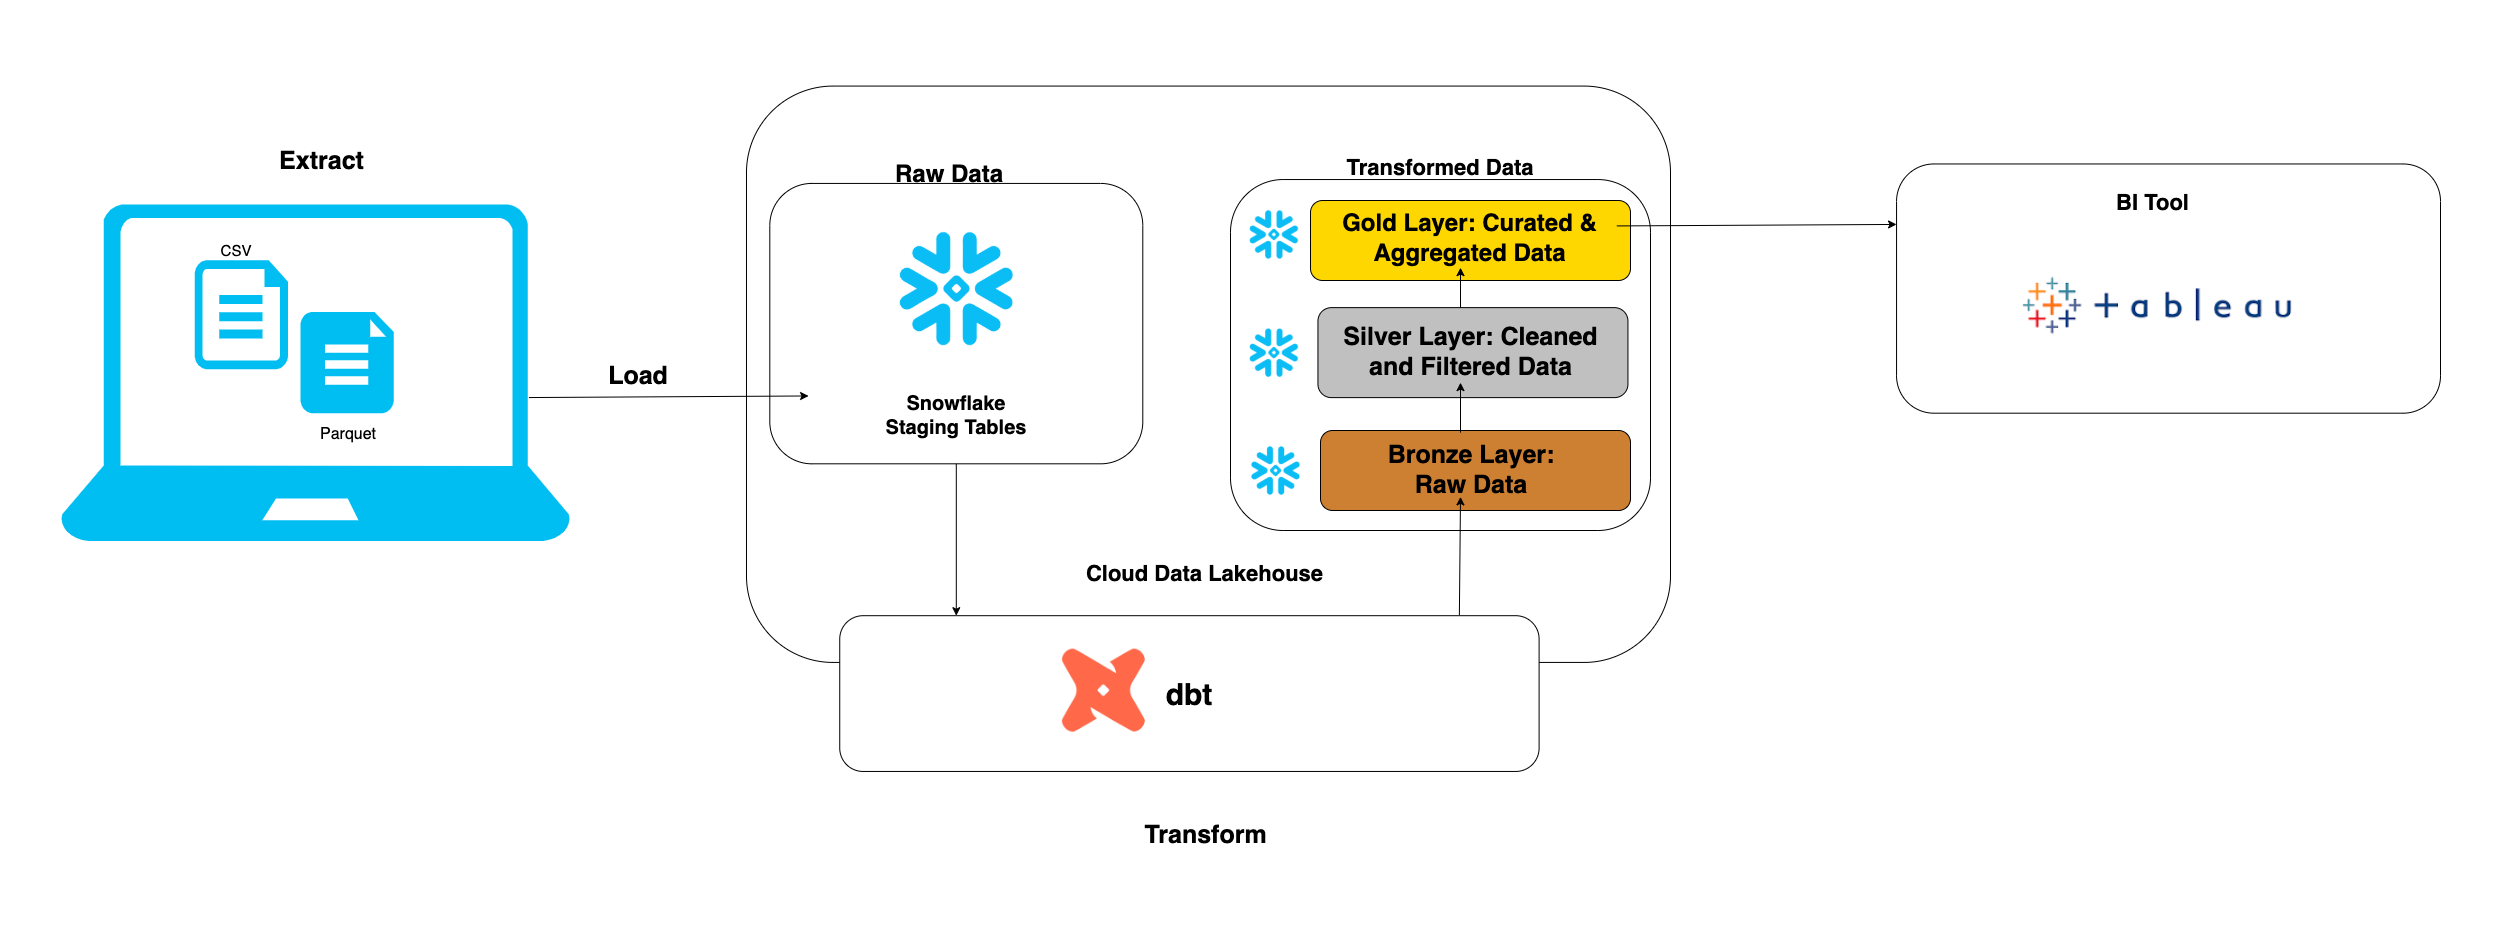 Extract
CSV
Parquet
Load
Raw Data
Snowflake
Staging Tables
Transformed Data
Gold Layer: Curated &
Aggregated Data
Silver Layer: Cleaned
and Filtered Data
Bronze Layer:
Raw Data
Cloud Data Lakehouse
dbt
Transform
BI Tool
+ableau